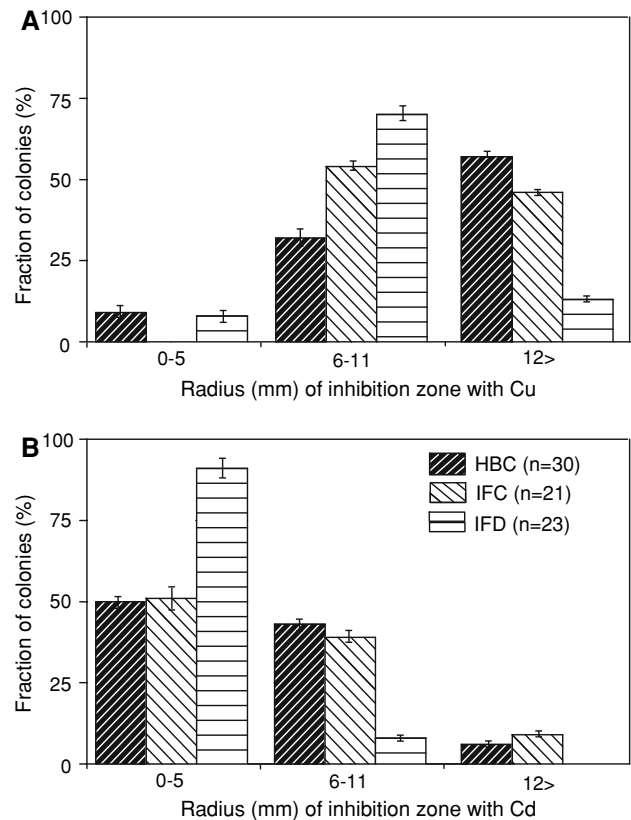 A
100
75
50
25
0
Fraction of colonies (%)
0-5 6-11 12>
Radius (mm) of inhibition zone with Cu
B
100
75
50
25
0
Fraction of colonies (%)
HBC (n=30)
IFC (n=21)
IFD (n=23)
0-5 6-11 12>
Radius (mm) of inhibition zone with Cd